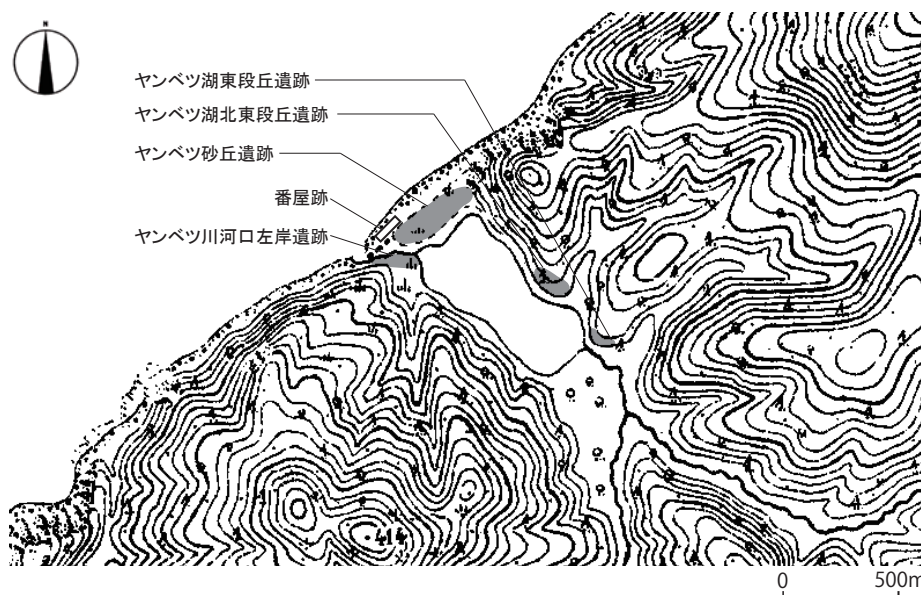 N
ヤンベツ湖東段丘遺跡
ヤンベツ湖北東段丘遺跡
ヤンベツ砂丘遺跡
番屋跡
ヤンベツ川河口左岸遺跡
414
0 500m